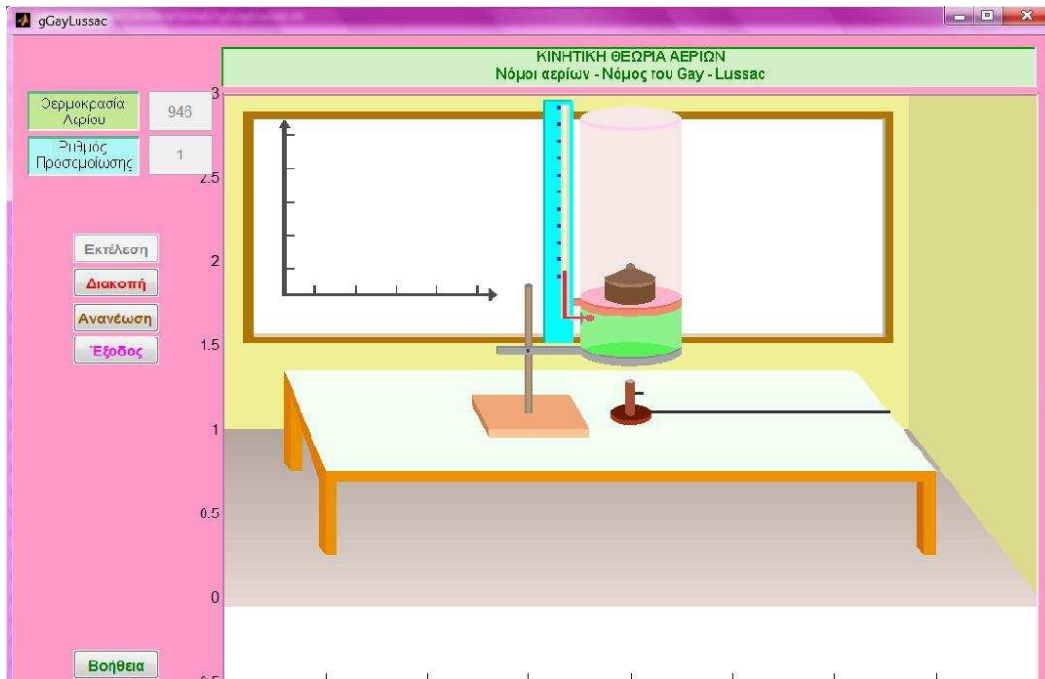 gGayLussac
ΚΙΝΗΤΙΚΗ ΘΕΩΡΙΑ ΑΕΡΙΩΝ
Νόμοι αερίων - Νόμος του Gay - Lussac
Θερμοκρασία
Αερίου
946
Ρυθμός
Προσομοίωσης
1
3
2.5
2
1.5
1
0.5
0
Εκτέλεση
Διακοπή
Ανανέωση
Έξοδος
Βοήθεια